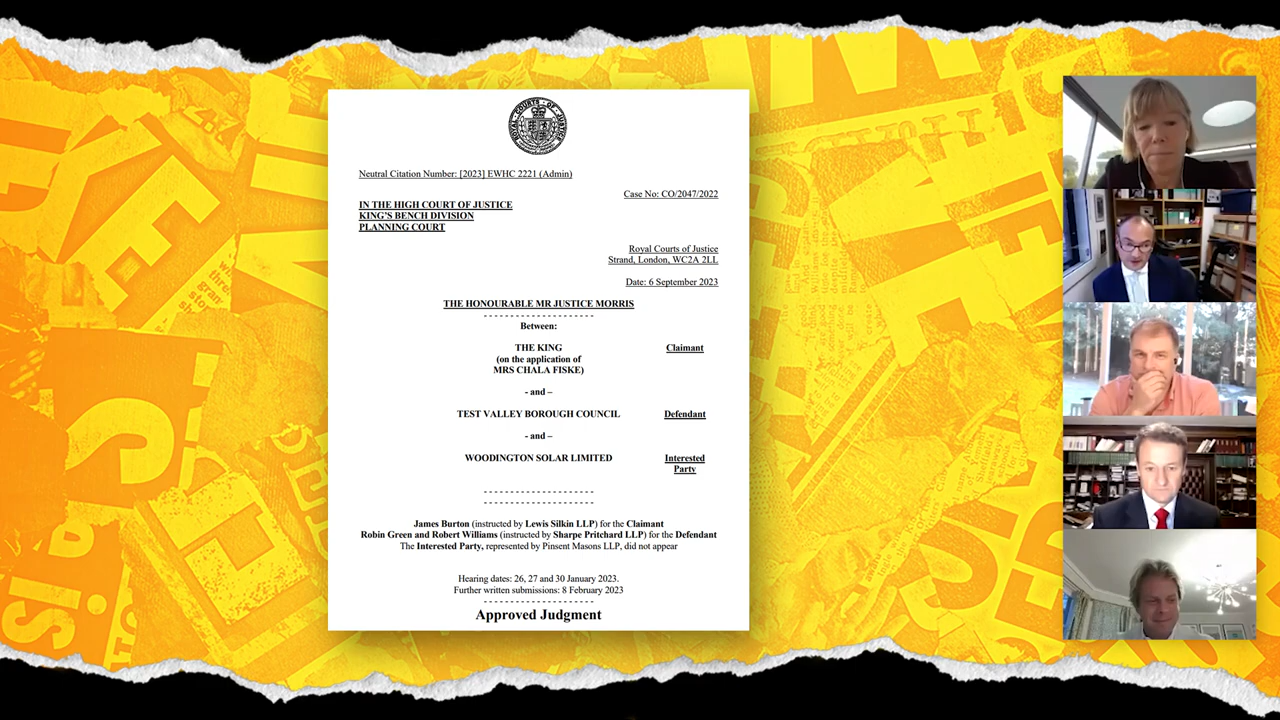 ROYAL · COURTS · OF · JUSTICE
Neutral Citation Number: [2023] EWHC 2221 (Admin)
Case No: CO/2047/2022
IN THE HIGH COURT OF JUSTICE
KING'S BENCH DIVISION
PLANNING COURT
Royal Courts of Justice
Strand, London, WC2A 2LL
Date: 6 September 2023
THE HONOURABLE MR JUSTICE MORRIS
- - - - - - - - - - - - - - - - - - - - -
Between:
THE KING Claimant
(on the application of
MRS CHALA FISKE)
- and –
TEST VALLEY BOROUGH COUNCIL Defendant
- and –
WOODINGTON SOLAR LIMITED Interested
Party
- - - - - - - - - - - - - - - - - - - - -
- - - - - - - - - - - - - - - - - - - - -
James Burton (instructed by Lewis Silkin LLP) for the Claimant
Robin Green and Robert Williams (instructed by Sharpe Pritchard LLP) for the Defendant
The Interested Party, represented by Pinsent Masons LLP, did not appear
Hearing dates: 26, 27 and 30 January 2023.
Further written submissions: 8 February 2023
- - - - - - - - - - - - - - - - - - - - -
Approved Judgment